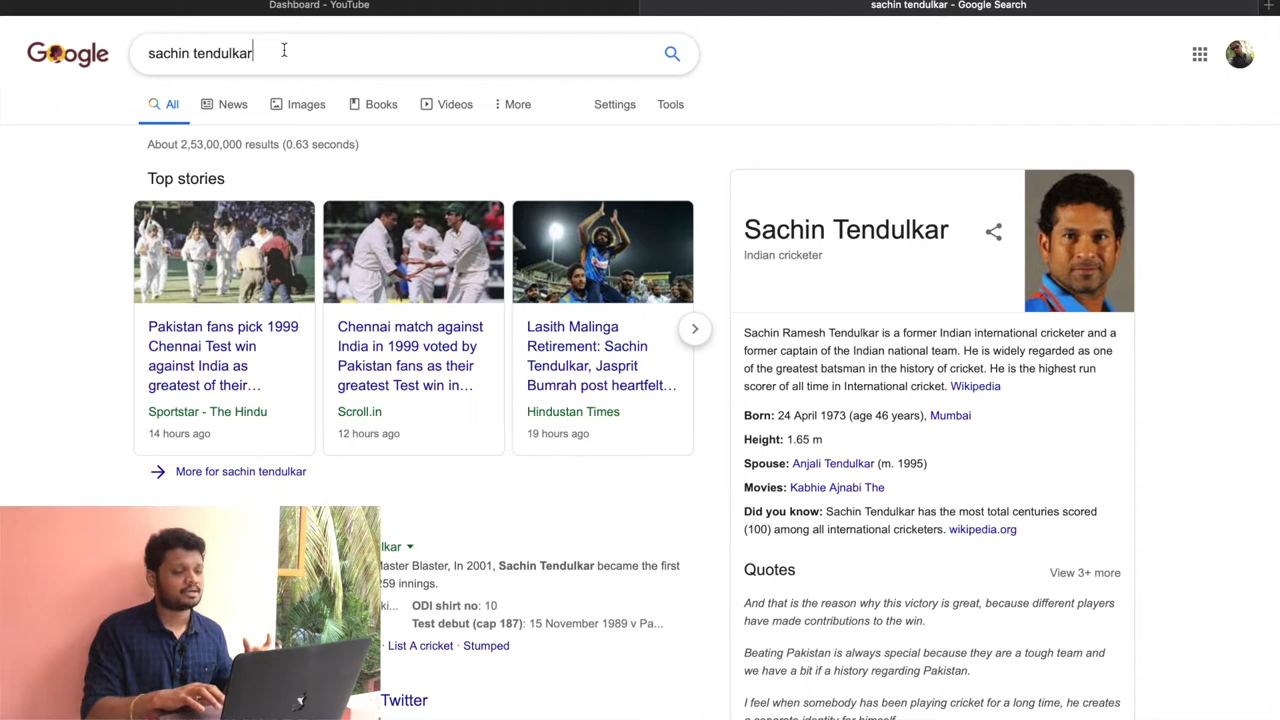 Dashboard - YouTube
sachin tendulkar - Google Search
Google
sachin tendulkar
All
News
Images
Books
Videos
More
Settings
Tools
About 2,53,00,000 results (0.63 seconds)
Top stories
Pakistan fans pick 1999
Chennai Test win
against India as
greatest of their…
Sportstar - The Hindu
14 hours ago
Chennai match against
India in 1999 voted by
Pakistan fans as their
greatest Test win in…
Scroll.in
12 hours ago
Lasith Malinga
Retirement: Sachin
Tendulkar, Jasprit
Bumrah post heartfelt…
Hindustan Times
19 hours ago
More for sachin tendulkar
lkar
Master Blaster, In 2001, Sachin Tendulkar became the first
259 innings.
ki... ODI shirt no: 10
Test debut (cap 187): 15 November 1989 v Pa...
· List A cricket · Stumped
Twitter
Sachin Tendulkar
Indian cricketer
Sachin Ramesh Tendulkar is a former Indian international cricketer and a
former captain of the Indian national team. He is widely regarded as one
of the greatest batsman in the history of cricket. He is the highest run
scorer of all time in International cricket. Wikipedia
Born: 24 April 1973 (age 46 years), Mumbai
Height: 1.65 m
Spouse: Anjali Tendulkar (m. 1995)
Movies: Kabhie Ajnabi The
Did you know: Sachin Tendulkar has the most total centuries scored
(100) among all international cricketers. wikipedia.org
Quotes
View 3+ more
And that is the reason why this victory is great, because different players
have made contributions to the win.
Beating Pakistan is always special because they are a tough team and
we have a bit if a history regarding Pakistan.
I feel when somebody has been playing cricket for a long time, he creates
a separate identity for himself.